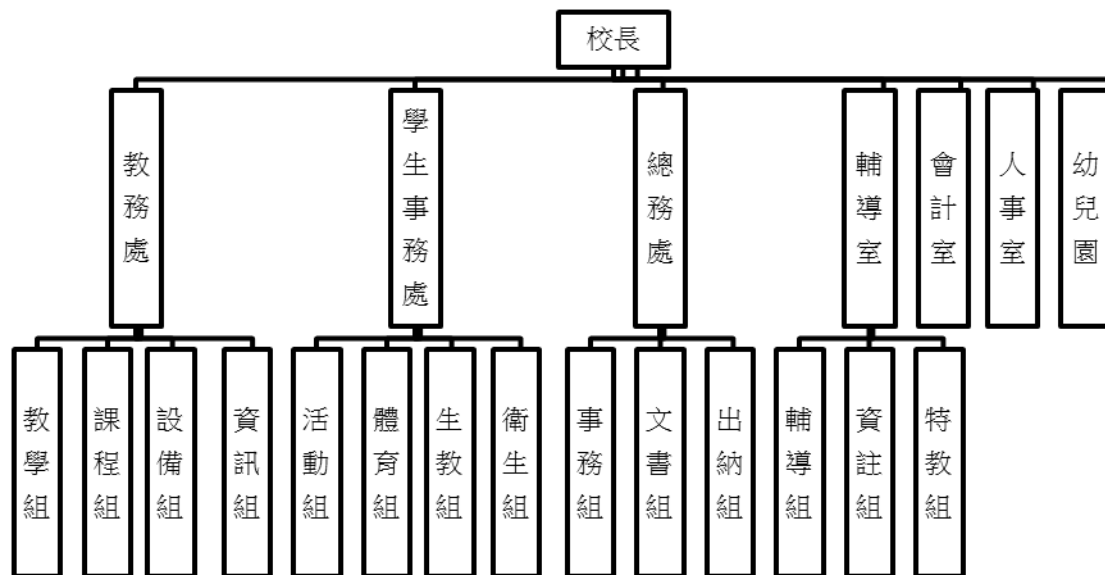 校長
教務處
學生事務處
總務處
輔導室
會計室
人事室
幼兒園
教學組
課程組
設備組
資訊組
活動組
體育組
生教組
衛生組
事務組
文書組
出納組
輔導組
資註組
特教組